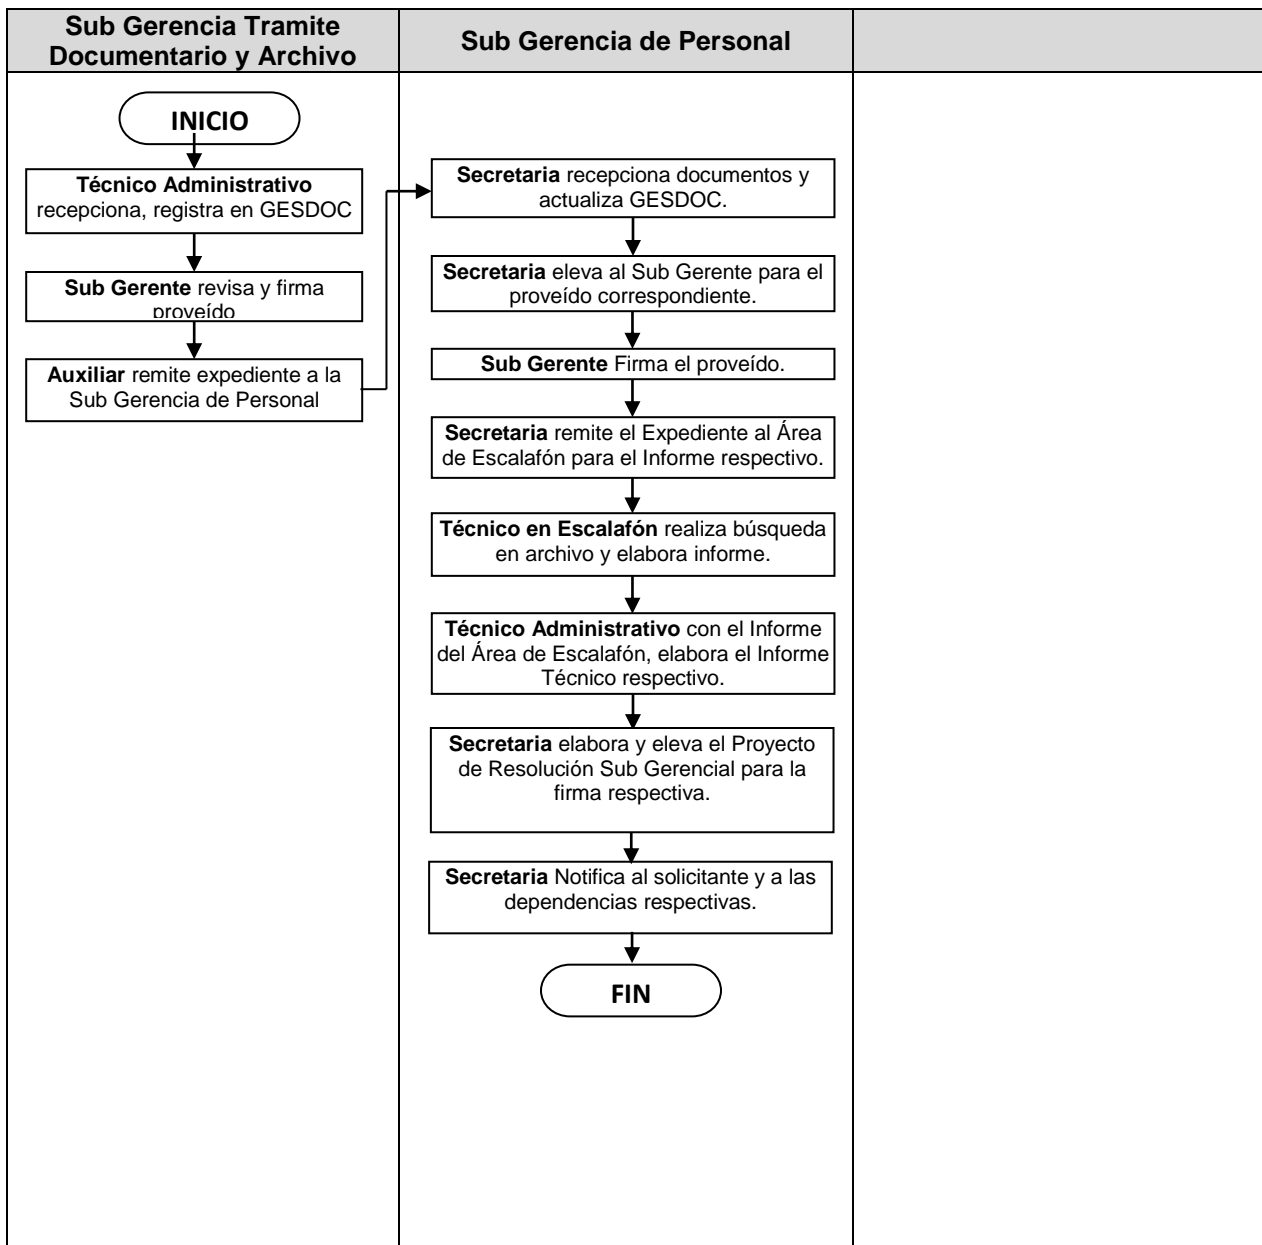 Sub Gerencia Tramite
Documentario y Archivo
Sub Gerencia de Personal
INICIO
Técnico Administrativo
recepciona, registra en GESDOC
Sub Gerente revisa y firma
proveído
Auxiliar remite expediente a la
Sub Gerencia de Personal
Secretaria recepciona documentos y
actualiza GESDOC.
Secretaria eleva al Sub Gerente para el
proveído correspondiente.
Sub Gerente Firma el proveído.
Secretaria remite el Expediente al Área
de Escalafón para el Informe respectivo.
Técnico en Escalafón realiza búsqueda
en archivo y elabora informe.
Técnico Administrativo con el Informe
del Área de Escalafón, elabora el Informe
Técnico respectivo.
Secretaria elabora y eleva el Proyecto
de Resolución Sub Gerencial para la
firma respectiva.
Secretaria Notifica al solicitante y a las
dependencias respectivas.
FIN